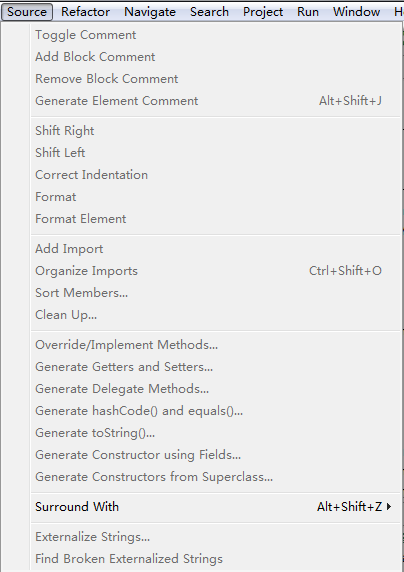 Source Refactor Navigate Search Project Run Window
Toggle Comment
Add Block Comment
Remove Block Comment
Generate Element Comment Alt+Shift+J
Shift Right
Shift Left
Correct Indentation
Format
Format Element
Add Import
Organize Imports Ctrl+Shift+O
Sort Members...
Clean Up...
Override/Implement Methods...
Generate Getters and Setters...
Generate Delegate Methods...
Generate hashCode() and equals()...
Generate toString()...
Generate Constructor using Fields...
Generate Constructors from Superclass...
Surround With Alt+Shift+Z
Externalize Strings...
Find Broken Externalized Strings